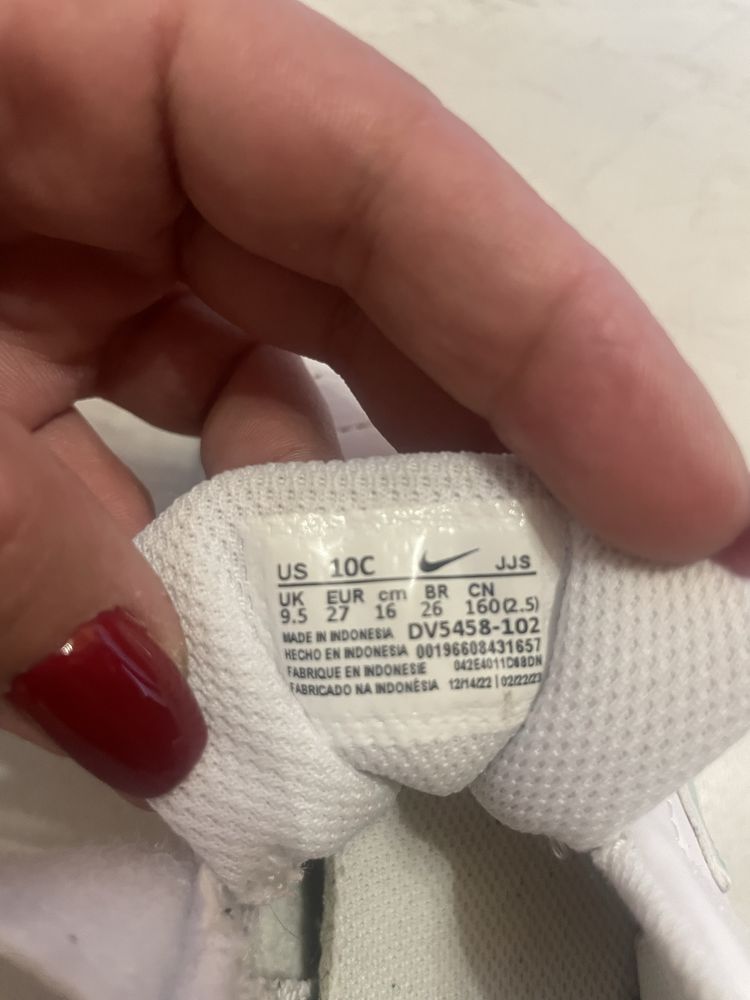 US 10C JJS
UK EUR cm BR CN
9.5 27 16 26 160(2.5)
MADE IN INDONESIA DV5458-102
HECHO EN INDONESIA 00196608431657
FABRIQUE EN INDONESIE 042E4011D68DN
FABRICADO NA INDONÉSIA 12/14/22 | 02/22/23